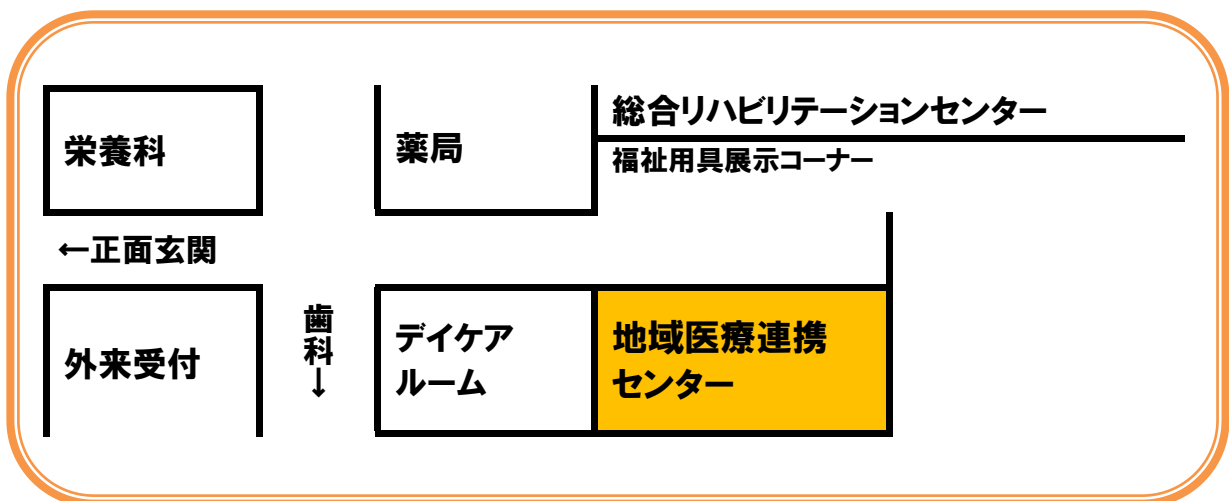 栄養科
薬局
総合リハビリテーションセンター
福祉用具展示コーナー
←正面玄関
外来受付
歯科↓
デイケア
ルーム
地域医療連携
センター